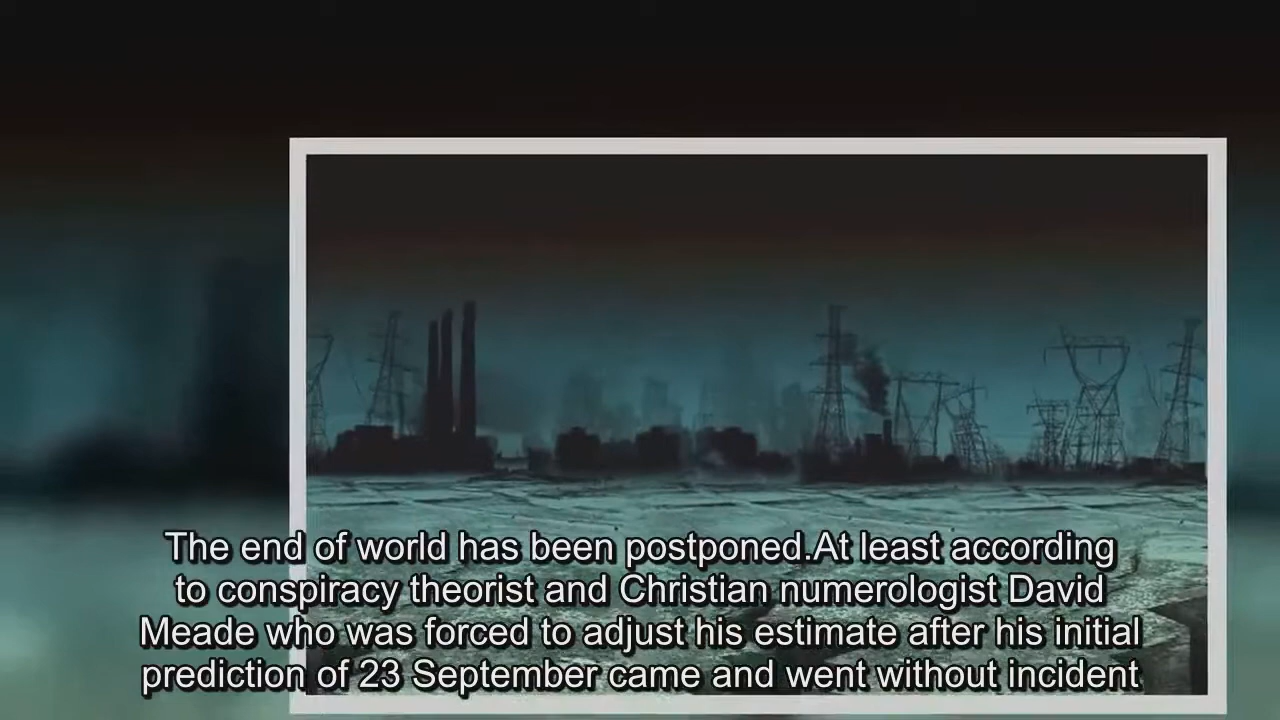 The end of world has been postponed.At least according
to conspiracy theorist and Christian numerologist David
Meade who was forced to adjust his estimate after his initial
prediction of 23 September came and went without incident